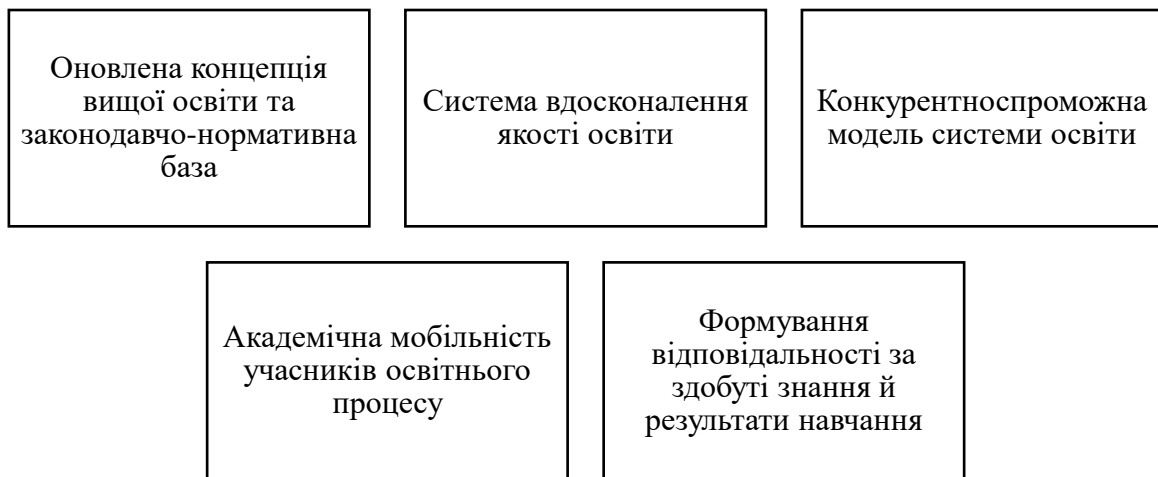 Оновлена концепція
вищої освіти та
законодавчо-нормативна
база
Система вдосконалення
якості освіти
Конкурентноспроможна
модель системи освіти
Академічна мобільність
учасників освітнього
процесу
Формування
відповідальності за
здобуті знання й
результати навчання